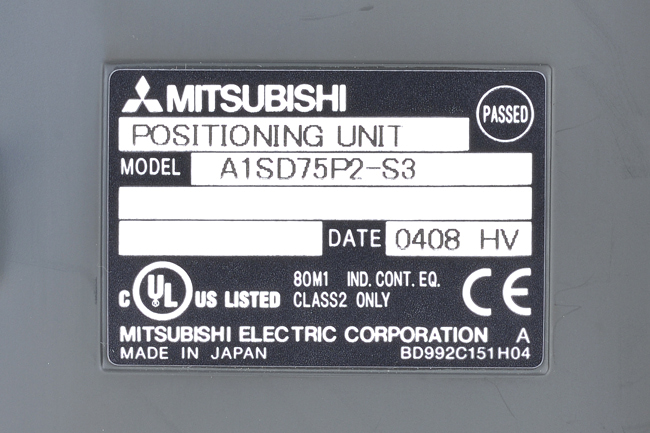 MITSUBISHI
PASSED
POSITIONING UNIT
MODEL A1SD75P2-S3
DATE 0408 HV
C UL US LISTED 80M1 IND. CONT. EQ.
CLASS2 ONLY CE
MITSUBISHI ELECTRIC CORPORATION A
MADE IN JAPAN BD992C151H04